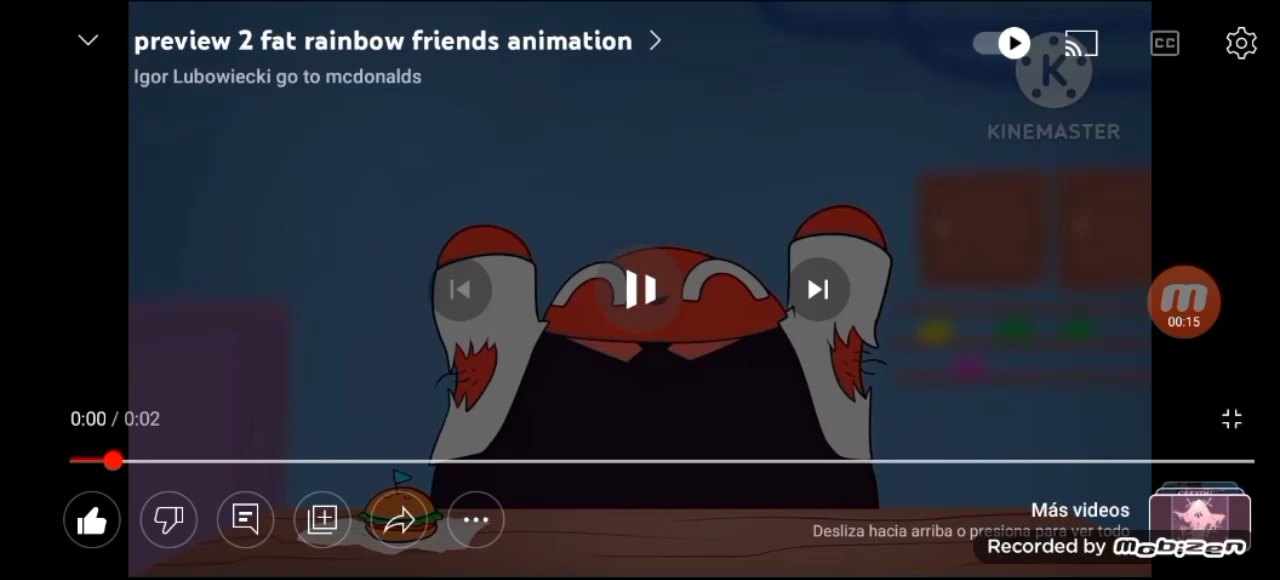 preview 2 fat rainbow friends animation
Igor Lubowiecki go to mcdonalds
CC
K
KINEMASTER
00:15
0:00 / 0:02
Más videos
Desliza hacia arriba o presiona para ver todo
Recorded by mobizen